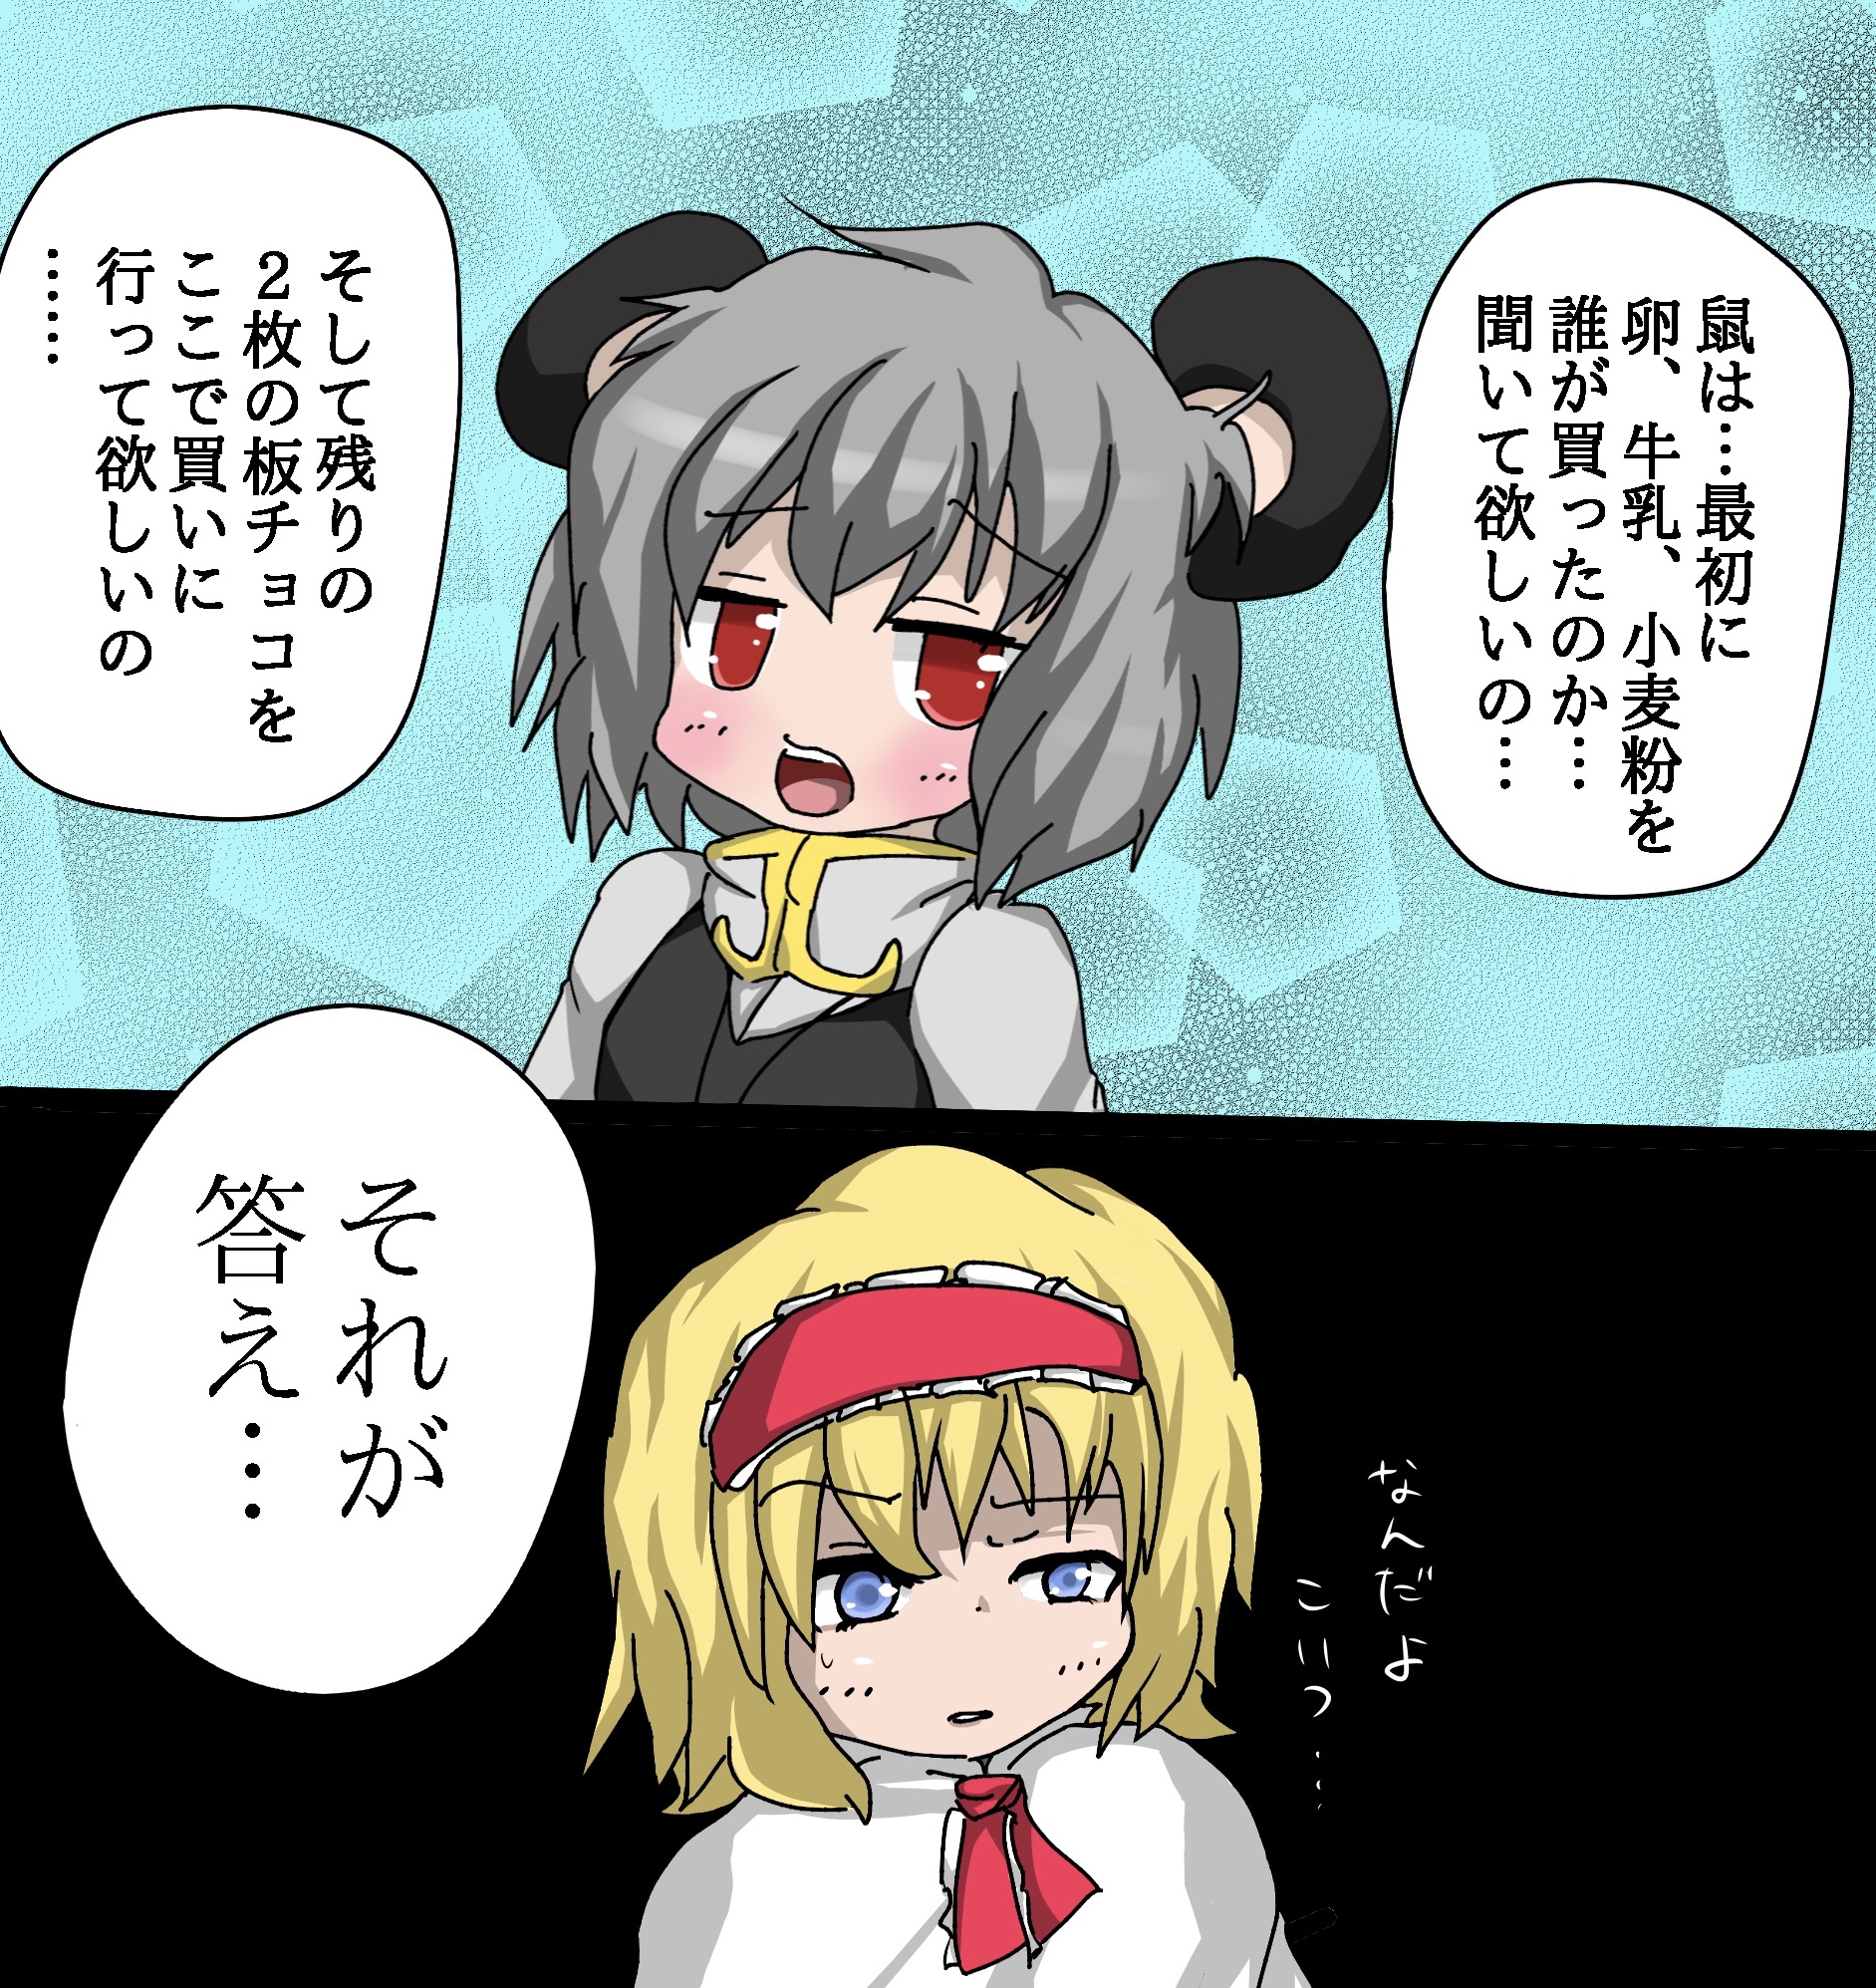 鼠は…最初に
卵、牛乳、小麦粉を
誰が買ったのか…
聞いて欲しいの…
そして残りの
２枚の板チョコを
ここで買いに
行って欲しいの
……
それが
答え…
なんだよ
こいつ…